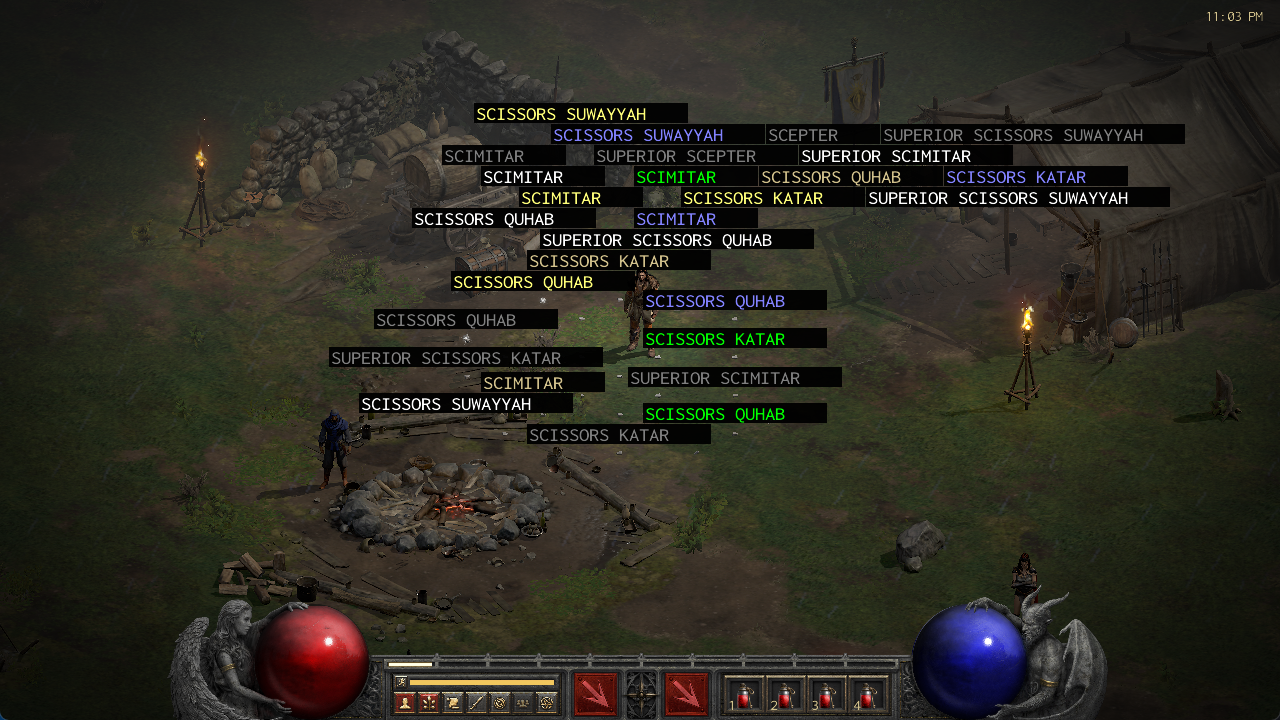 11:03 PM
SCISSORS SUWAYYAH
SCISSORS SUWAYYAH SCEPTER SUPERIOR SCISSORS SUWAYYAH
SCIMITAR SUPERIOR SCEPTER SUPERIOR SCIMITAR
SCIMITAR SCIMITAR SCISSORS QUHAB SCISSORS KATAR
SCIMITAR SCISSORS KATAR SUPERIOR SCISSORS SUWAYYAH
SCISSORS QUHAB SCIMITAR
SUPERIOR SCISSORS QUHAB
SCISSORS KATAR
SCISSORS QUHAB
SCISSORS QUHAB
SCISSORS QUHAB
SCISSORS KATAR
SUPERIOR SCISSORS KATAR
SUPERIOR SCIMITAR
SCIMITAR
SCISSORS SUWAYYAH
SCISSORS QUHAB
SCISSORS KATAR
1 2 3 4